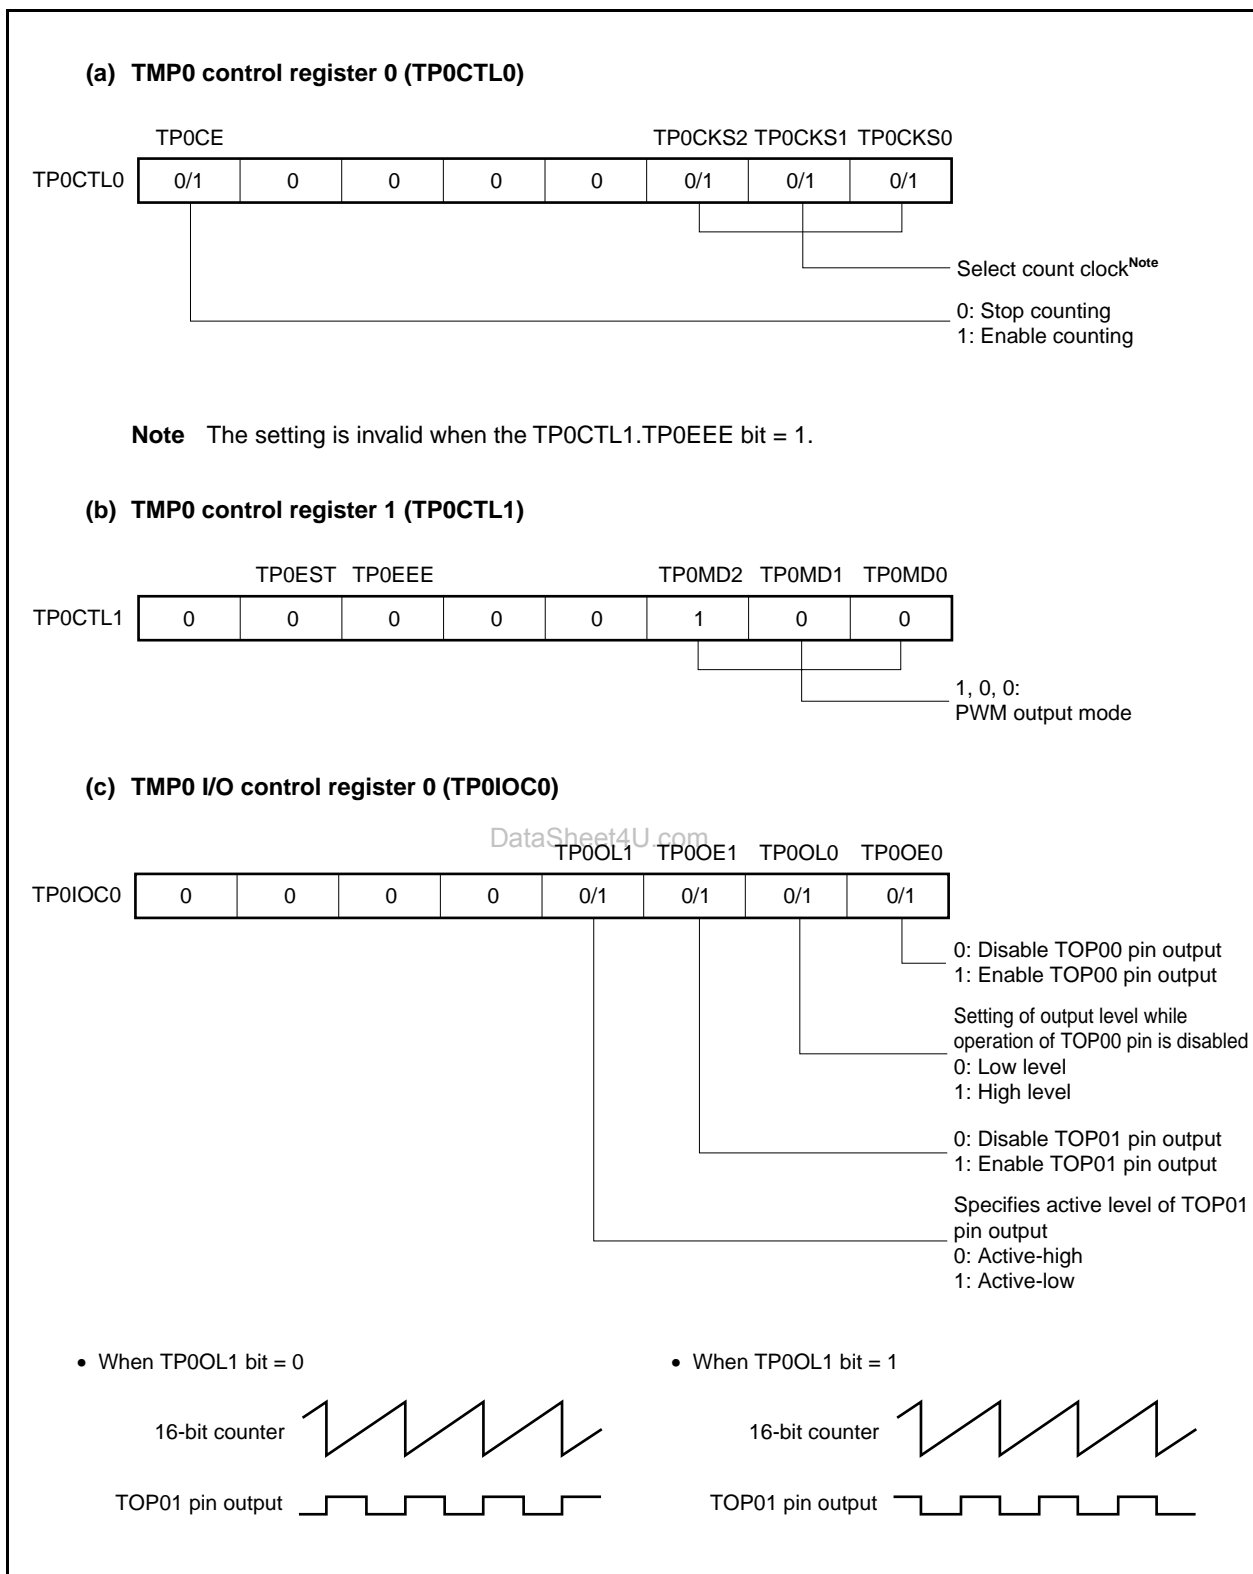 (a) TMP0 control register 0 (TP0CTL0)
TP0CE TP0CKS2 TP0CKS1 TP0CKS0
TP0CTL0 0/1 0 0 0 0 0/1 0/1 0/1
Select count clockNote
0: Stop counting
1: Enable counting
Note The setting is invalid when the TP0CTL1.TP0EEE bit = 1.
(b) TMP0 control register 1 (TP0CTL1)
TP0EST TP0EEE TP0MD2 TP0MD1 TP0MD0
TP0CTL1 0 0 0 0 0 1 0 0
1, 0, 0:
PWM output mode
(c) TMP0 I/O control register 0 (TP0IOC0)
DataSheet4U.com
TP0OL1 TP0OE1 TP0OL0 TP0OE0
TP0IOC0 0 0 0 0 0/1 0/1 0/1 0/1
0: Disable TOP00 pin output
1: Enable TOP00 pin output
Setting of output level while
operation of TOP00 pin is disabled
0: Low level
1: High level
0: Disable TOP01 pin output
1: Enable TOP01 pin output
Specifies active level of TOP01
pin output
0: Active-high
1: Active-low
• When TP0OL1 bit = 0
16-bit counter
TOP01 pin output
• When TP0OL1 bit = 1
16-bit counter
TOP01 pin output